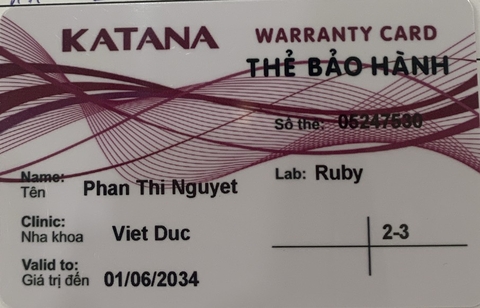 KATANA WARRANTY CARD
THẺ BẢO HÀNH
Số thẻ: 05247530
Name:
Tên Phan Thi Nguyet
Lab: Ruby
Clinic:
Nha khoa Viet Duc
2-3
Valid to:
Giá trị đến 01/06/2034